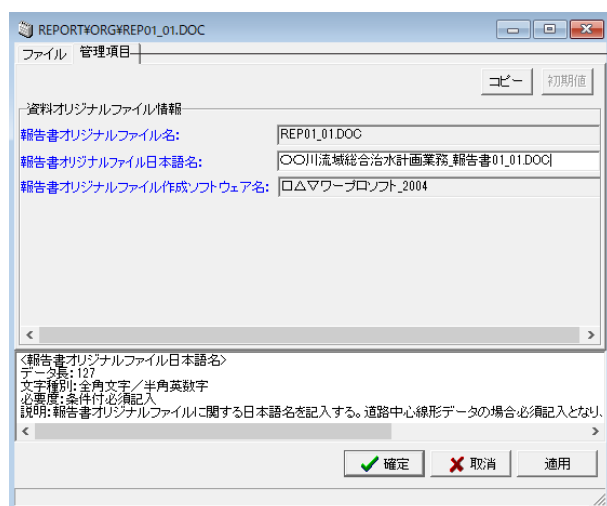 REPORT¥ORG¥REP01_01.DOC
ファイル 管理項目
コピー 初期値
資料オリジナルファイル情報
報告書オリジナルファイル名: REP01_01.DOC
報告書オリジナルファイル日本語名: 〇〇川流域総合治水計画業務_報告書01_01.DOC
報告書オリジナルファイル作成ソフトウェア名: 口△▽ワープロソフト_2004
<報告書オリジナルファイル日本語名>
データ長:127
文字種別:全角文字/半角英数字
必要度:条件付必須記入
説明:報告書オリジナルファイルに関する日本語名を記入する。道路中心線形データの場合必須記入となり、
確定 取消 適用